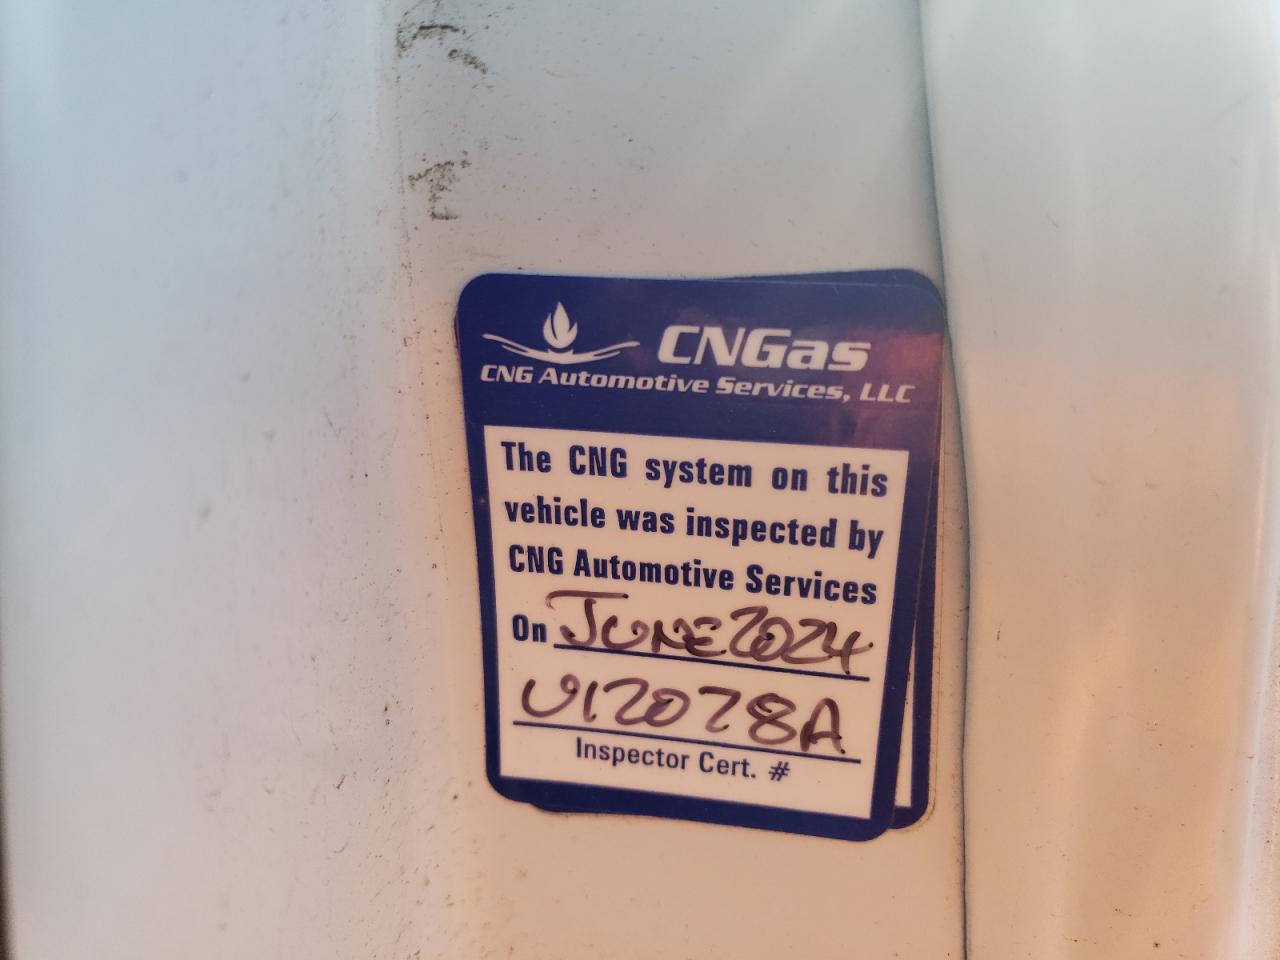 CNGas
CNG Automotive Services, LLC
The CNG system on this
vehicle was inspected by
CNG Automotive Services
On JUNE 2024
U12078A
Inspector Cert. #